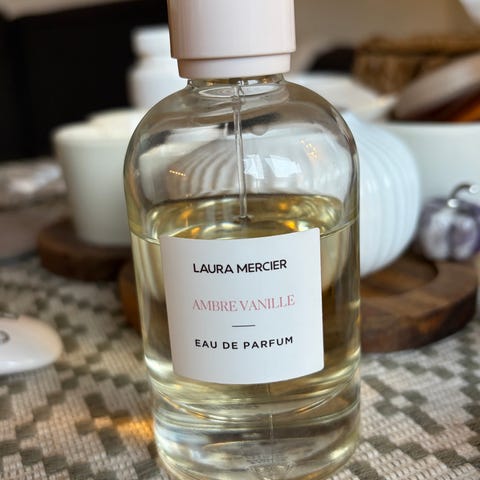 LAURA MERCIER
AMBRE VANILLE
EAU DE PARFUM